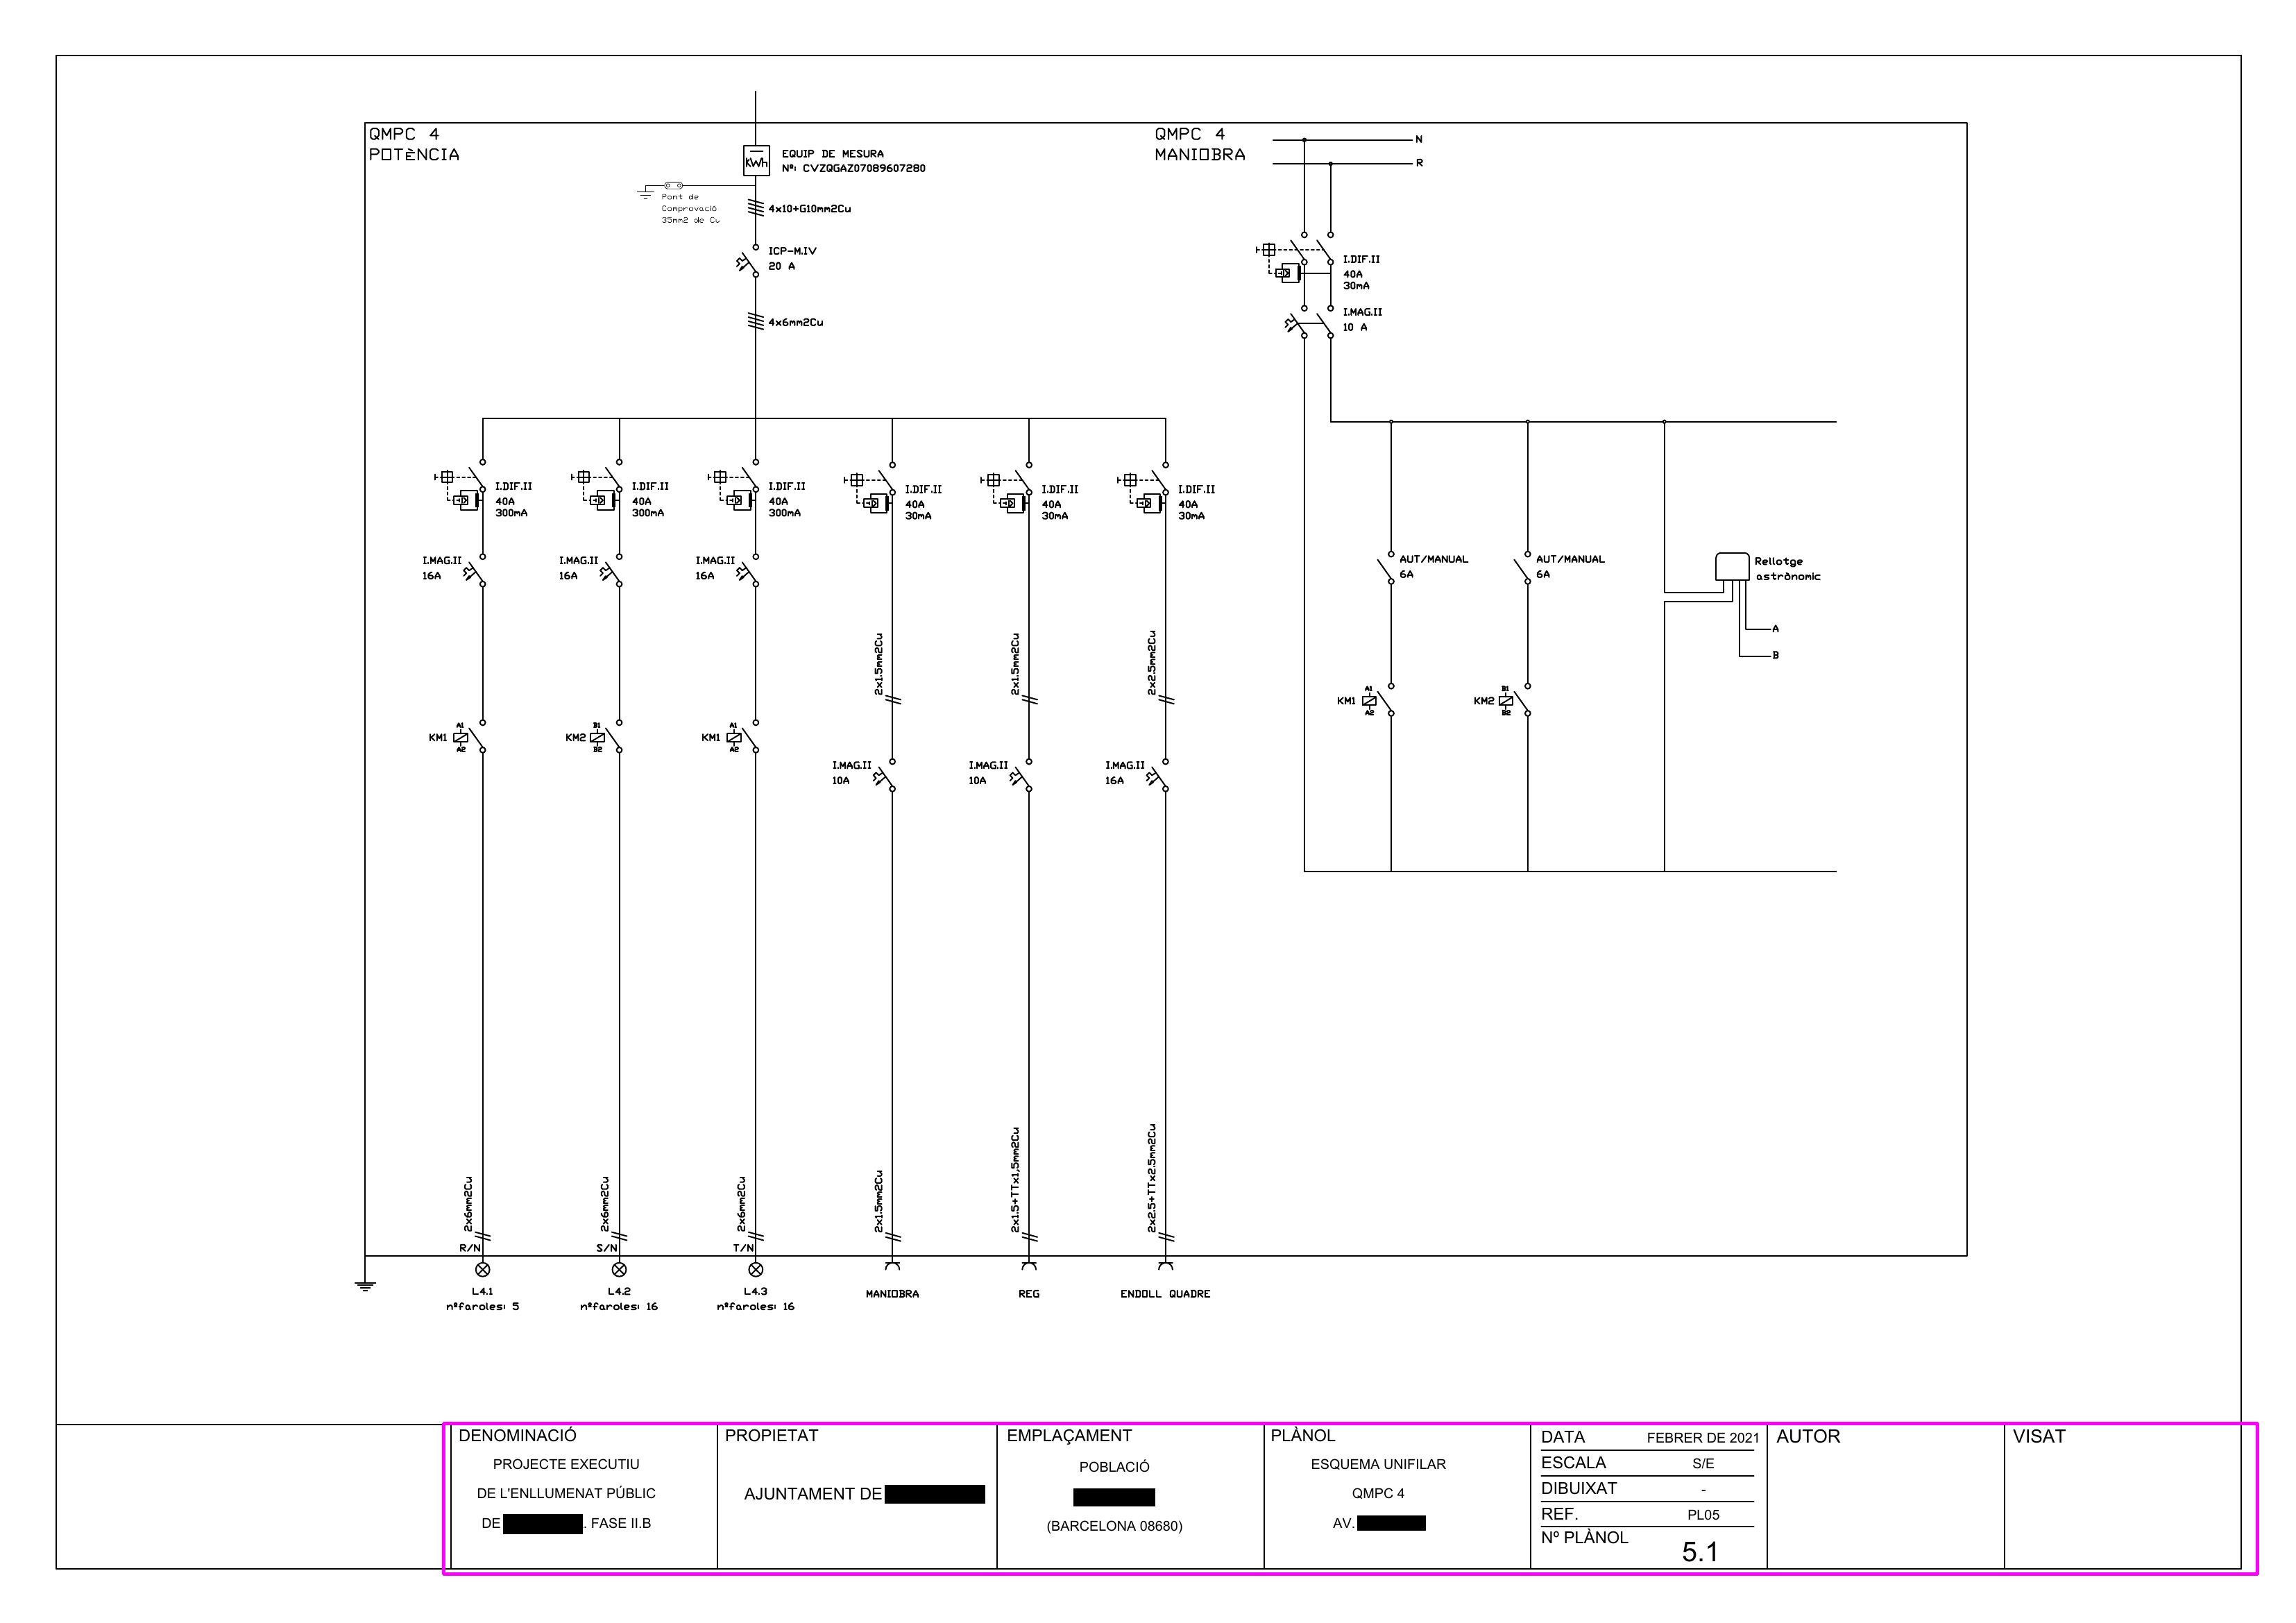 QMPC 4
POTÈNCIA
EQUIP DE MESURA
Nº: CVZQGAZ07089607280
Pont de
Comprovació
35mm2 de Cu
4x10+G10mm2Cu
ICP-M.IV
20 A
4x6mm2Cu
I.DIF.II
40A
300mA
I.DIF.II
40A
300mA
I.DIF.II
40A
300mA
I.DIF.II
40A
30mA
I.DIF.II
40A
30mA
I.DIF.II
40A
30mA
I.MAG.II
16A
I.MAG.II
16A
I.MAG.II
16A
2x1.5mm2Cu
2x1.5mm2Cu
2x2.5mm2Cu
KM1
A1
A2
KM2
B1
B2
KM1
A1
A2
I.MAG.II
10A
I.MAG.II
10A
I.MAG.II
16A
2x6mm2Cu
2x6mm2Cu
2x6mm2Cu
2x1.5mm2Cu
2x1.5+TTx1,5mm2Cu
2x2.5+TTx2.5mm2Cu
R/N
S/N
T/N
L4.1
nºfaroles: 5
L4.2
nºfaroles: 16
L4.3
nºfaroles: 16
MANIOBRA
REG
ENDOLL QUADRE
QMPC 4
MANIOBRA
N
R
I.DIF.II
40A
30mA
I.MAG.II
10 A
AUT/MANUAL
6A
AUT/MANUAL
6A
Rellotge
astrònomic
A
B
KM1
A1
A2
KM2
B1
B2
KWh
DENOMINACIÓ
PROJECTE EXECUTIU
DE L'ENLLUMENAT PÚBLIC
DE . FASE II.B
PROPIETAT
AJUNTAMENT DE
EMPLAÇAMENT
POBLACIÓ
(BARCELONA 08680)
PLÀNOL
ESQUEMA UNIFILAR
QMPC 4
AV.
DATA FEBRER DE 2021
ESCALA S/E
DIBUIXAT -
REF. PL05
Nº PLÀNOL 5.1
AUTOR
VISAT